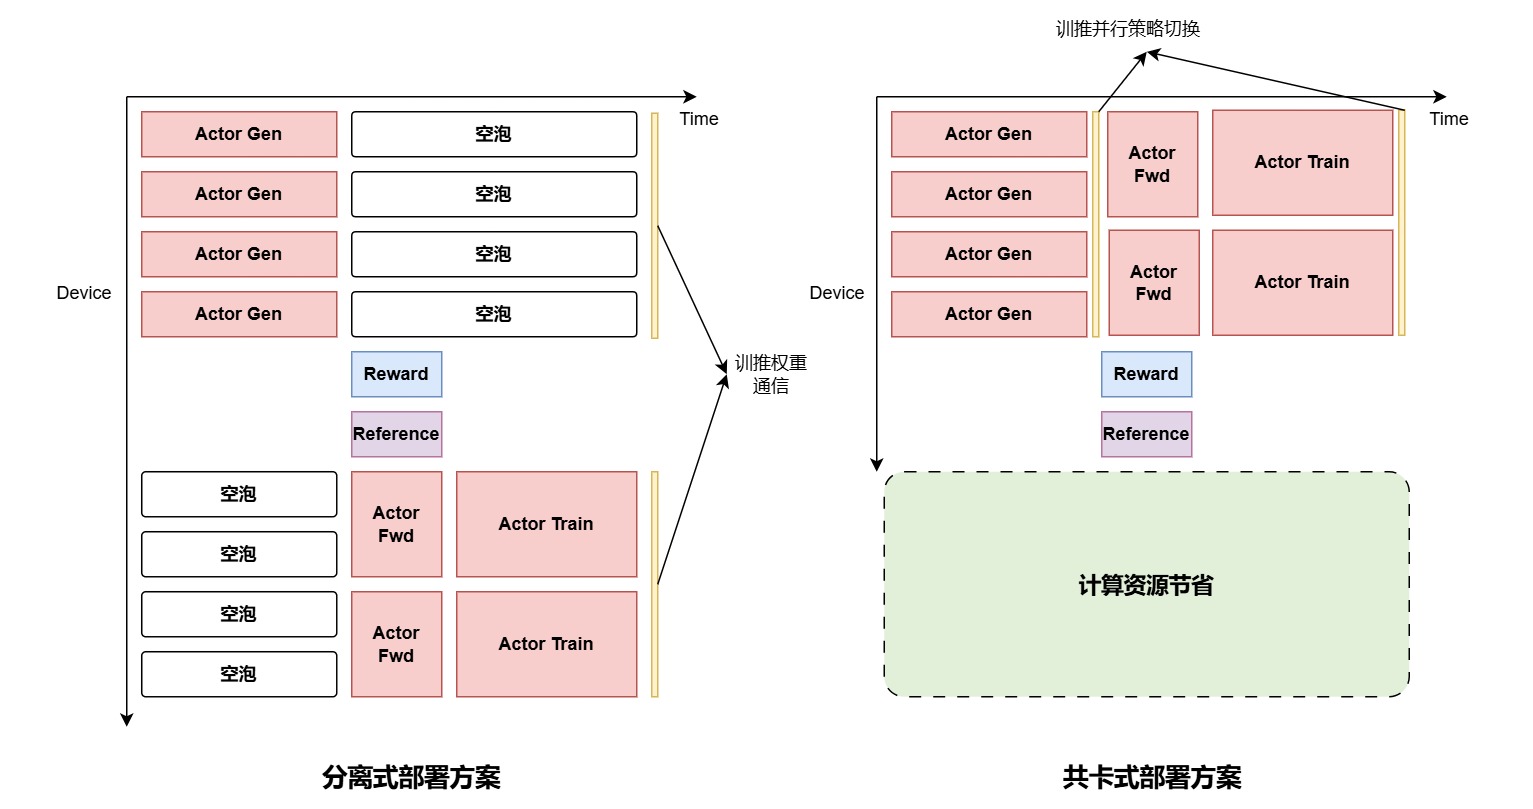 Time
Device
Actor Gen
空泡
Actor Gen
空泡
Actor Gen
空泡
Actor Gen
空泡
Reward
Reference
空泡
空泡
空泡
空泡
Actor
Fwd
Actor Train
Actor
Fwd
Actor Train
训推权重
通信
分离式部署方案
训推并行策略切换
Time
Device
Actor Gen
Actor Gen
Actor Gen
Actor Gen
Actor
Fwd
Actor Train
Actor
Fwd
Actor Train
Reward
Reference
计算资源节省
共卡式部署方案